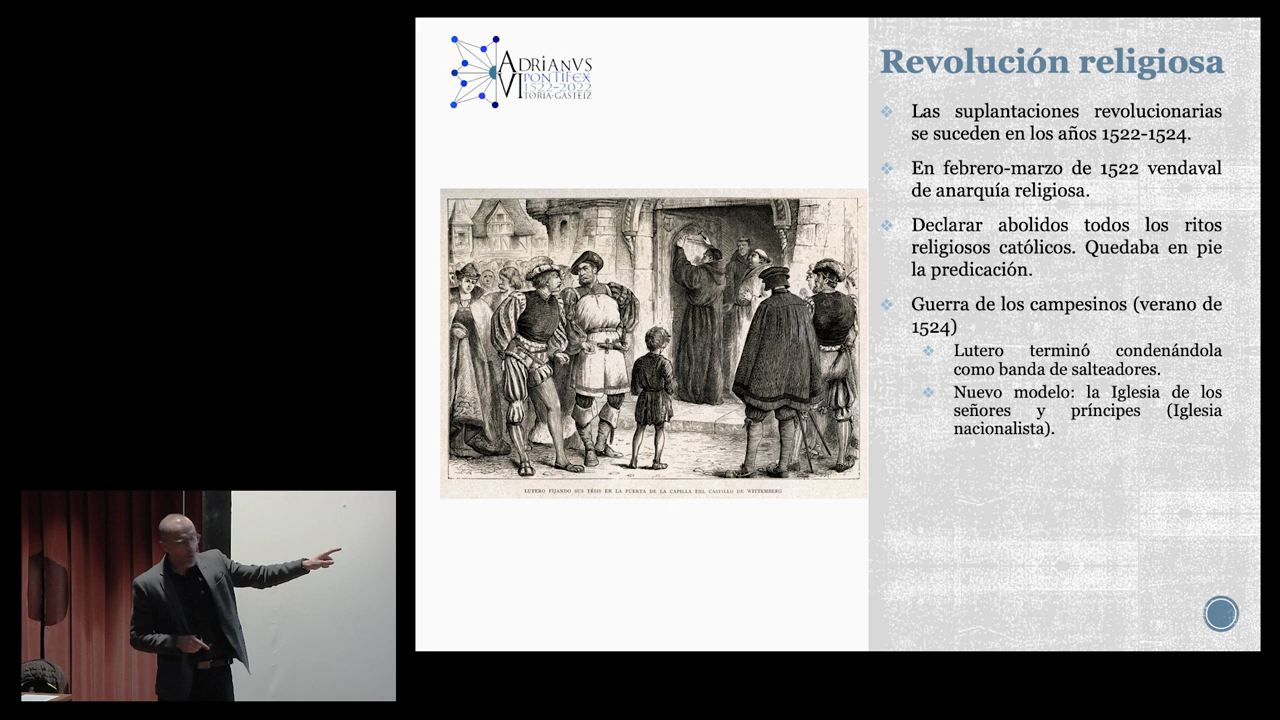 ADRIANVS
VI PONTIFEX
1522-2022
VITORIA-GASTEIZ
Revolución religiosa
Las suplantaciones revolucionarias
se suceden en los años 1522-1524.
En febrero-marzo de 1522 vendaval
de anarquía religiosa.
Declarar abolidos todos los ritos
religiosos católicos. Quedaba en pie
la predicación.
Guerra de los campesinos (verano de
1524)
Lutero terminó condenándola
como banda de salteadores.
Nuevo modelo: la Iglesia de los
señores y príncipes (Iglesia
nacionalista).
LUTERO FIJANDO SUS TÉSIS EN LA PUERTA DE LA CAPILLA DEL CASTILLO DE WITTEMBERG